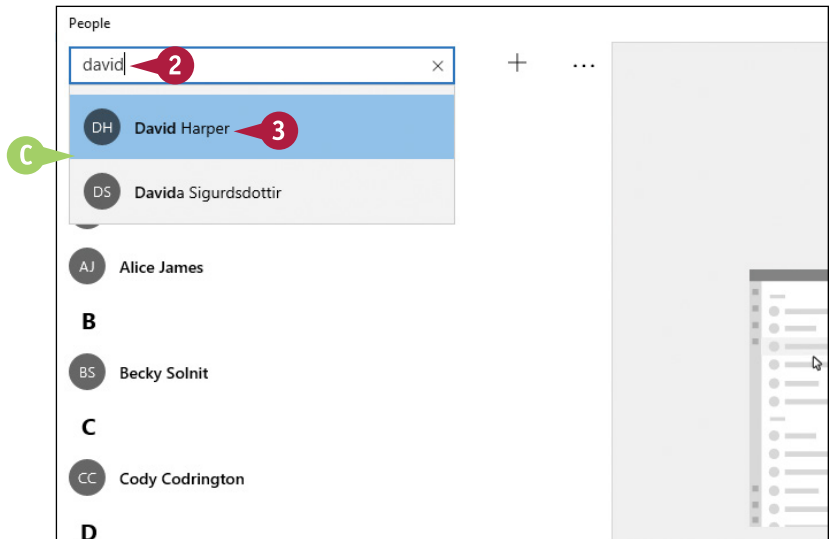 People
david 2 × + ...
DH David Harper 3
C
DS Davida Sigurdsdottir
AJ Alice James
B
BS Becky Solnit
C
CC Cody Codrington
D